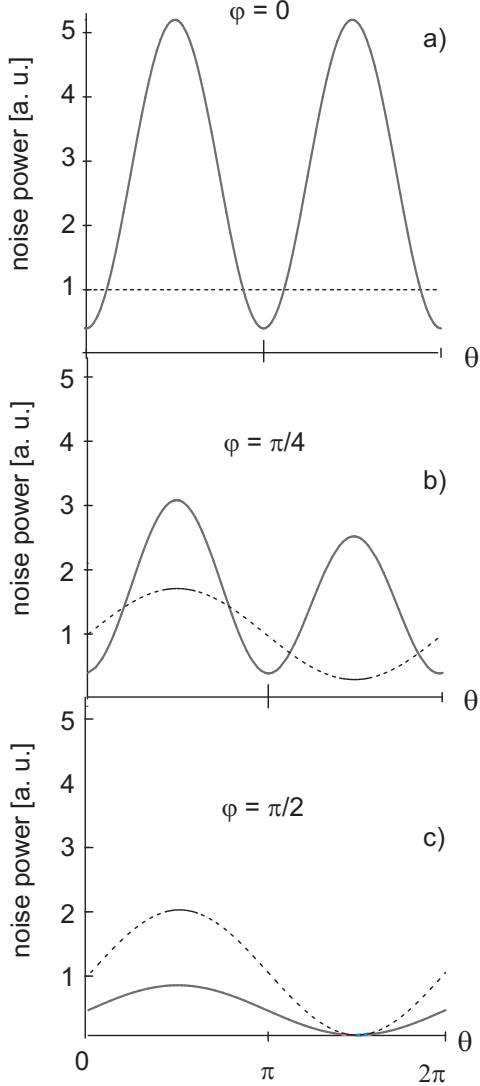 φ = 0
a)
noise power [a. u.]
5
4
3
2
1
θ
φ = π/4
b)
noise power [a. u.]
5
4
3
2
1
θ
φ = π/2
c)
noise power [a. u.]
5
4
3
2
1
θ
0
π
2π